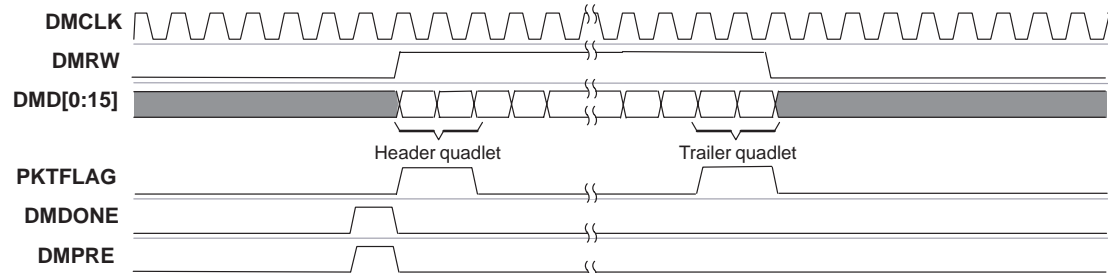 DMCLK
DMRW
DMD[0:15]
Header quadlet
Trailer quadlet
PKTFLAG
DMDONE
DMPRE